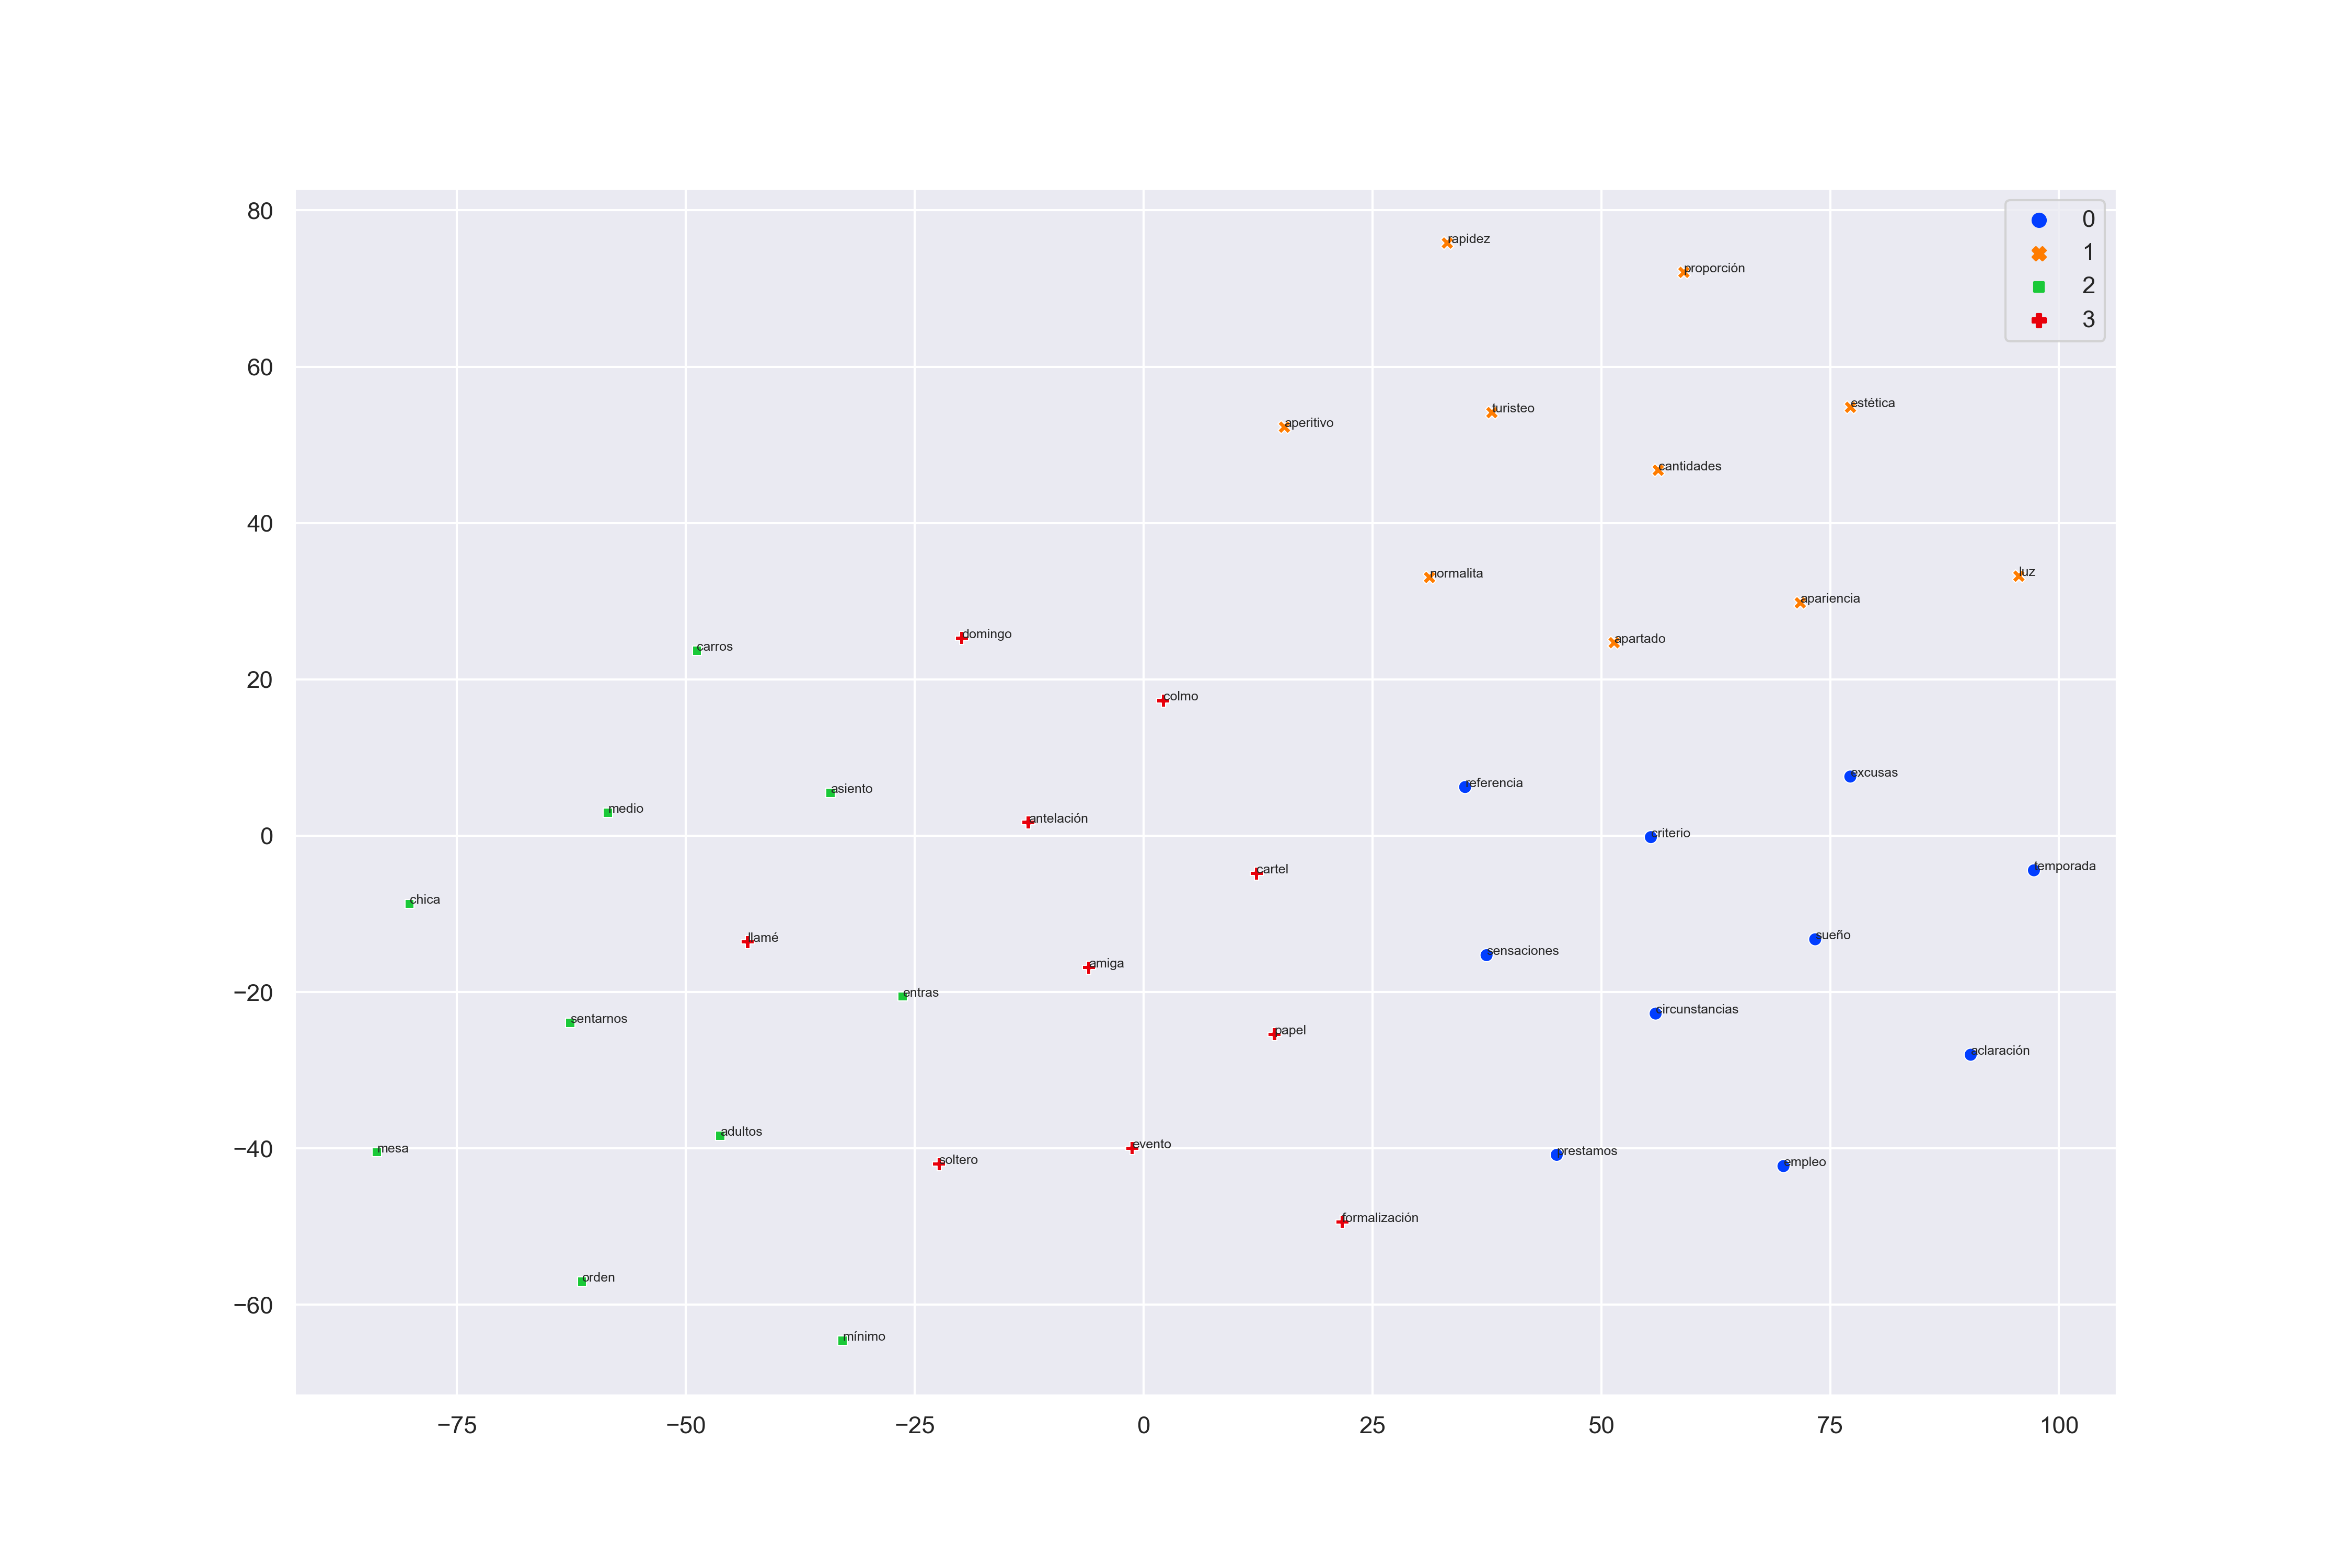 80
60
40
20
0
−20
−40
−60
−75
−50
−25
0
25
50
75
100
0
1
2
3
rapidez
proporción
estética
turisteo
aperitivo
cantidades
luz
normalita
apariencia
domingo
apartado
carros
colmo
excusas
referencia
asiento
medio
antelación
criterio
temporada
cartel
chica
sueño
llamé
sensaciones
amiga
entras
circunstancias
sentarnos
papel
aclaración
adultos
evento
mesa
prestamos
soltero
empleo
formalización
orden
mínimo